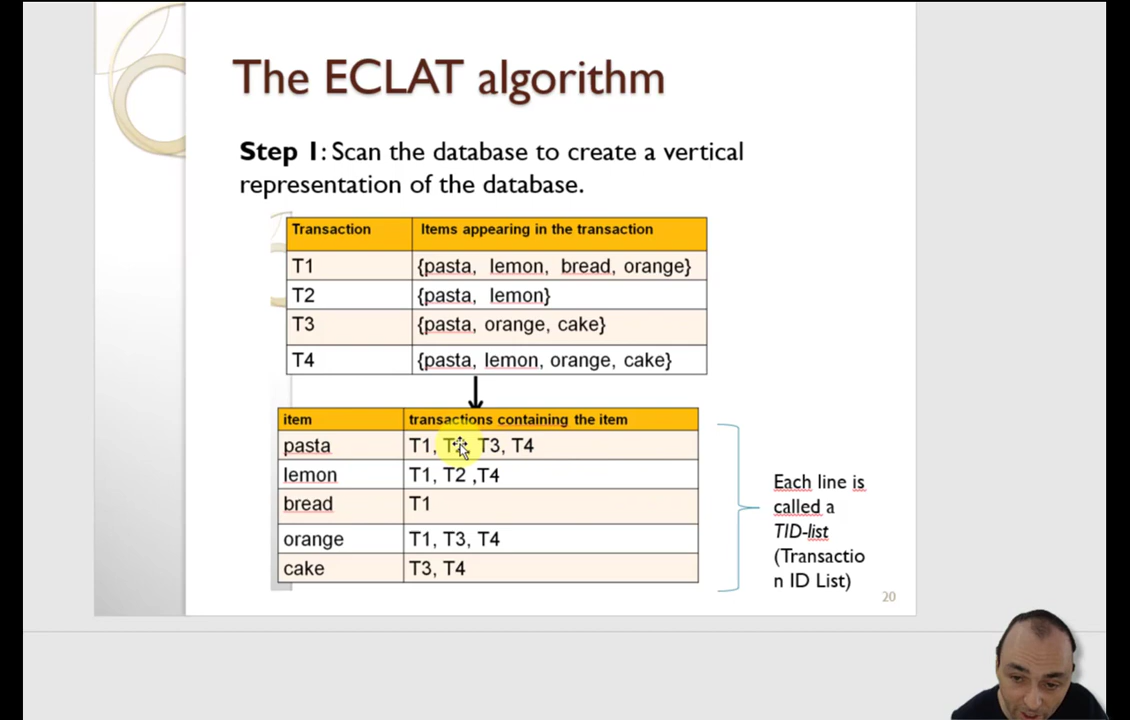 The ECLAT algorithm
Step 1: Scan the database to create a vertical
representation of the database.
Transaction Items appearing in the transaction
T1 {pasta, lemon, bread, orange}
T2 {pasta, lemon}
T3 {pasta, orange, cake}
T4 {pasta, lemon, orange, cake}
item transactions containing the item
pasta T1, T2, T3, T4
lemon T1, T2 ,T4
bread T1
orange T1, T3, T4
cake T3, T4
Each line is
called a
TID-list
(Transactio
n ID List)
20